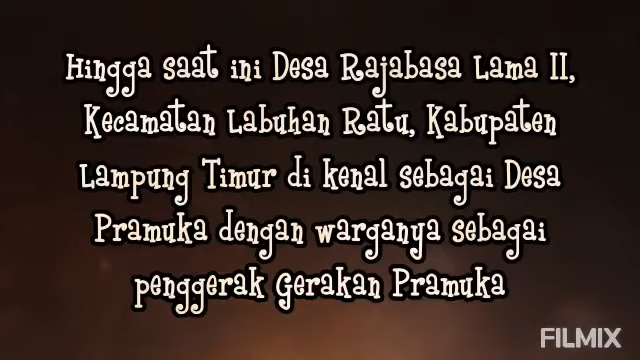 Hingga saat ini Desa Rajabasa Lama II,
Kecamatan Labuhan Ratu, Kabupaten
Lampung Timur di kenal sebagai Desa
Pramuka dengan warganya sebagai
penggerak Gerakan Pramuka
FILMIX